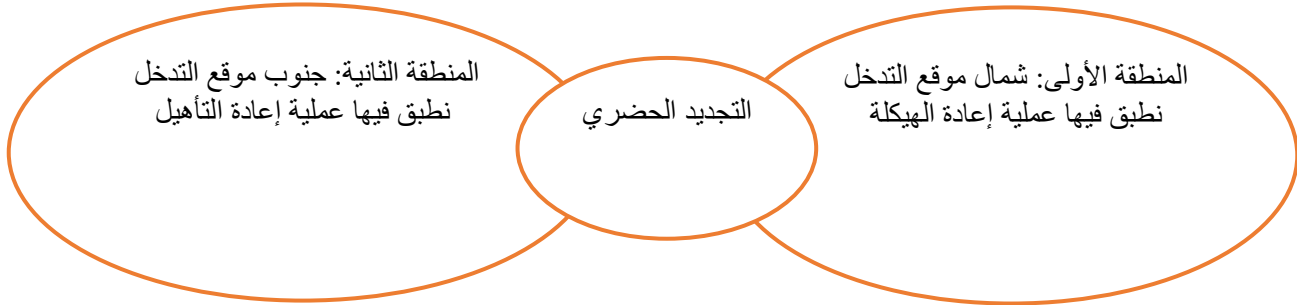 المنطقة الأولى: شمال موقع التدخل
نطبق فيها عملية إعادة الهيكلة
التجديد الحضري
المنطقة الثانية: جنوب موقع التدخل
نطبق فيها عملية إعادة التأهيل